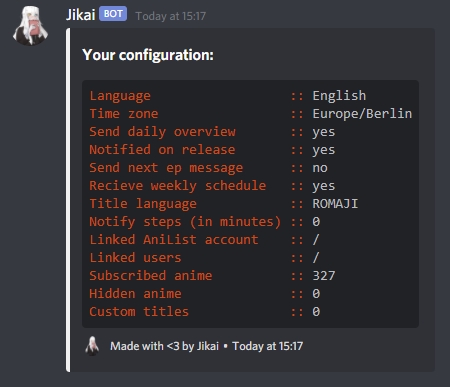 Jikai BOT Today at 15:17
Your configuration:
Language :: English
Time zone :: Europe/Berlin
Send daily overview :: yes
Notified on release :: yes
Send next ep message :: no
Recieve weekly schedule :: yes
Title language :: ROMAJI
Notify steps (in minutes) :: 0
Linked AniList account :: /
Linked users :: /
Subscribed anime :: 327
Hidden anime :: 0
Custom titles :: 0
Made with <3 by Jikai • Today at 15:17